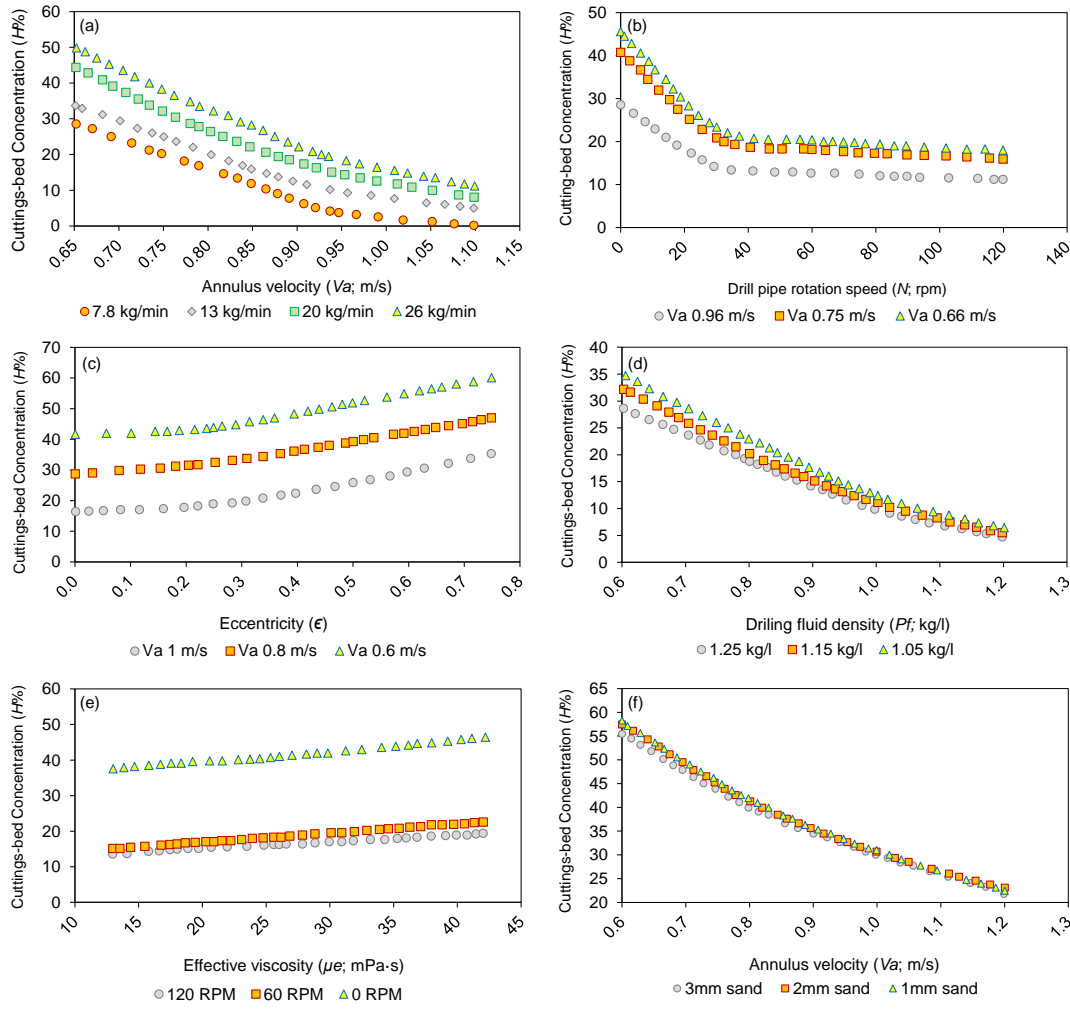 (a)
Cuttings-bed Concentration (H%)
60
50
40
30
20
10
0
0.65 0.70 0.75 0.80 0.85 0.90 0.95 1.00 1.05 1.10 1.15
Annulus velocity (Va; m/s)
7.8 kg/min 13 kg/min 20 kg/min 26 kg/min
(b)
Cutting-bed Concentration (H%)
50
40
30
20
10
0
0 20 40 60 80 100 120 140
Drill pipe rotation speed (N; rpm)
Va 0.96 m/s Va 0.75 m/s Va 0.66 m/s
(c)
Cuttings-bed Concentration (H%)
70
60
50
40
30
20
10
0
0.0 0.1 0.2 0.3 0.4 0.5 0.6 0.7 0.8
Eccentricity (ϵ)
Va 1 m/s Va 0.8 m/s Va 0.6 m/s
(d)
Cuttings-bed Concentration (H%)
40
35
30
25
20
15
10
5
0
0.6 0.7 0.8 0.9 1.0 1.1 1.2 1.3
Driling fluid density (Pf; kg/l)
1.25 kg/l 1.15 kg/l 1.05 kg/l
(e)
Cuttings-bed Concentration (H%)
60
50
40
30
20
10
0
10 15 20 25 30 35 40 45
Effective viscosity (µe; mPa·s)
120 RPM 60 RPM 0 RPM
(f)
Cuttings-bed Concentration (H%)
65
60
55
50
45
40
35
30
25
20
0.6 0.7 0.8 0.9 1.0 1.1 1.2 1.3
Annulus velocity (Va; m/s)
3mm sand 2mm sand 1mm sand